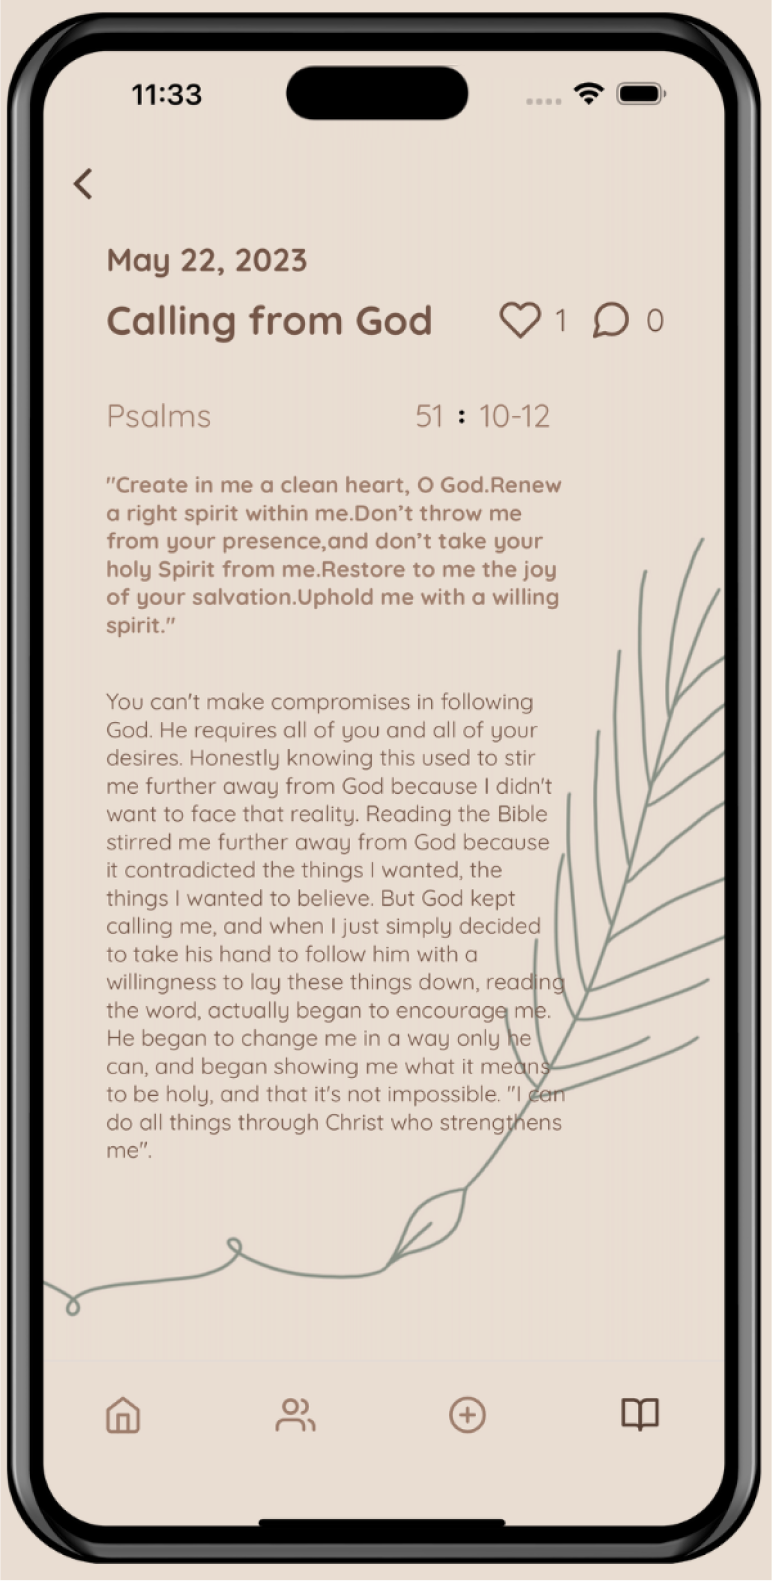 11:33
May 22, 2023
Calling from God
1
0
Psalms
51 : 10-12
"Create in me a clean heart, O God.Renew
a right spirit within me.Don’t throw me
from your presence,and don’t take your
holy Spirit from me.Restore to me the joy
of your salvation.Uphold me with a willing
spirit."
You can't make compromises in following
God. He requires all of you and all of your
desires. Honestly knowing this used to stir
me further away from God because I didn't
want to face that reality. Reading the Bible
stirred me further away from God because
it contradicted the things I wanted, the
things I wanted to believe. But God kept
calling me, and when I just simply decided
to take his hand to follow him with a
willingness to lay these things down, reading
the word, actually began to encourage me.
He began to change me in a way only he
can, and began showing me what it means
to be holy, and that it's not impossible. "I can
do all things through Christ who strengthens
me".